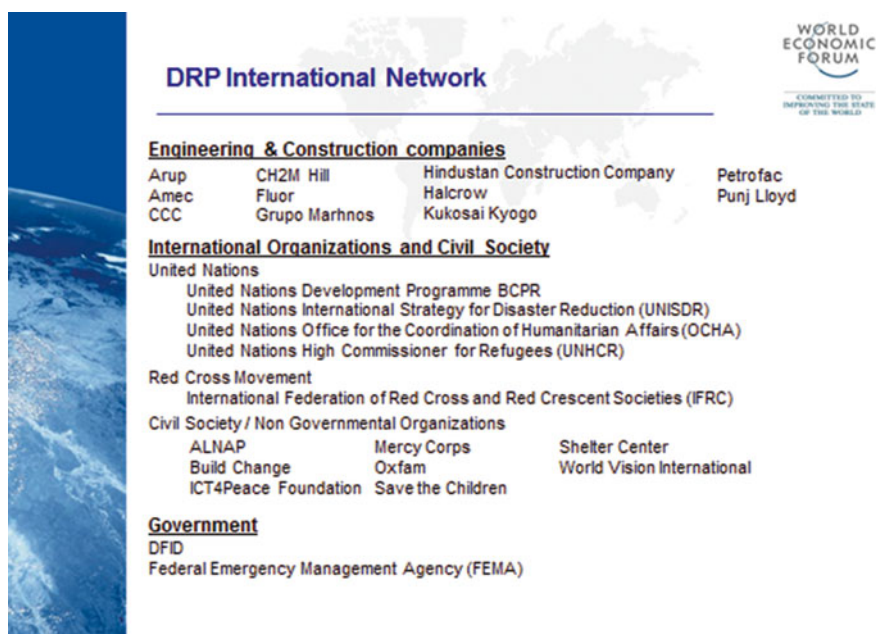 WORLD
ECONOMIC
FORUM
COMMITTED TO
IMPROVING THE STATE
OF THE WORLD
DRP International Network
Engineering & Construction companies
Arup CH2M Hill Hindustan Construction Company Petrofac
Amec Fluor Halcrow Punj Lloyd
CCC Grupo Marhnos Kukosai Kyogo
International Organizations and Civil Society
United Nations
United Nations Development Programme BCPR
United Nations International Strategy for Disaster Reduction (UNISDR)
United Nations Office for the Coordination of Humanitarian Affairs (OCHA)
United Nations High Commissioner for Refugees (UNHCR)
Red Cross Movement
International Federation of Red Cross and Red Crescent Societies (IFRC)
Civil Society / Non Governmental Organizations
ALNAP Mercy Corps Shelter Center
Build Change Oxfam World Vision International
ICT4Peace Foundation Save the Children
Government
DFID
Federal Emergency Management Agency (FEMA)